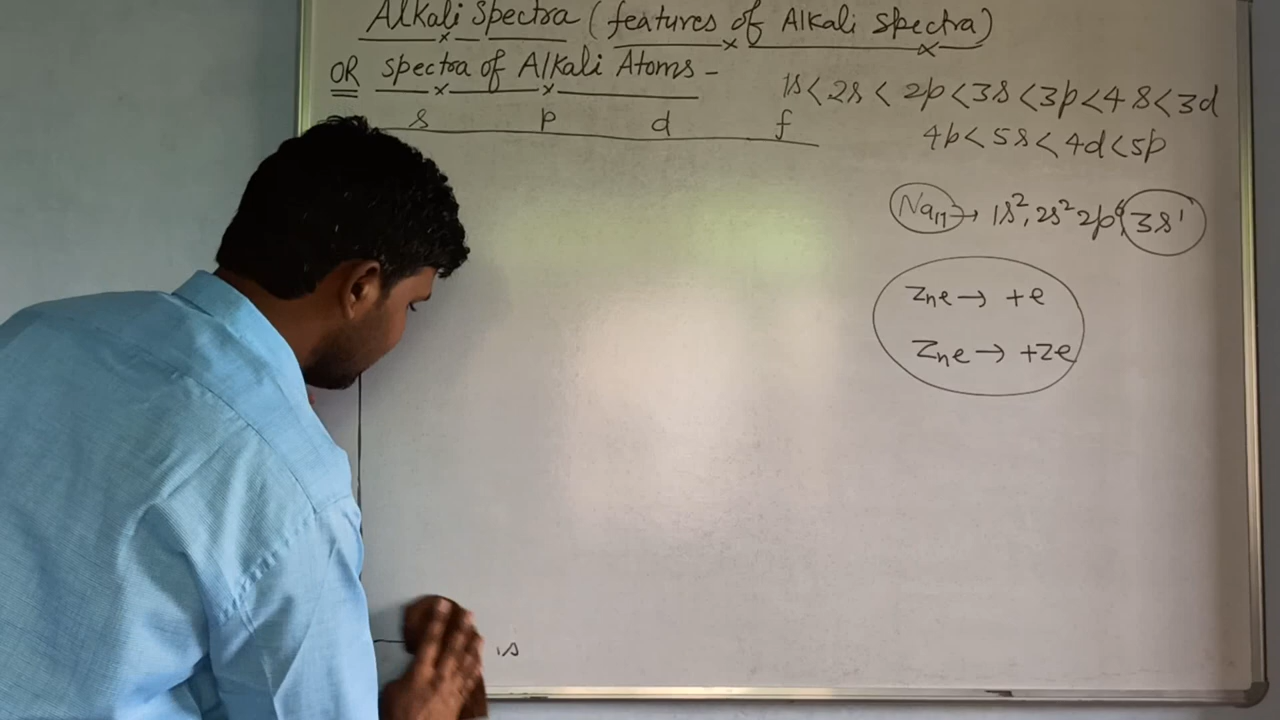 Alkali Spectra (features of Alkali spectra)
OR spectra of Alkali Atoms -
1s < 2s < 2p < 3s < 3p < 4s < 3d
4p < 5s < 4d < 5p
s p d f
Na₁₁ → 1s², 2s² 2p⁶, 3s¹
Zₙe → +e
Zₙe → +ze
1s